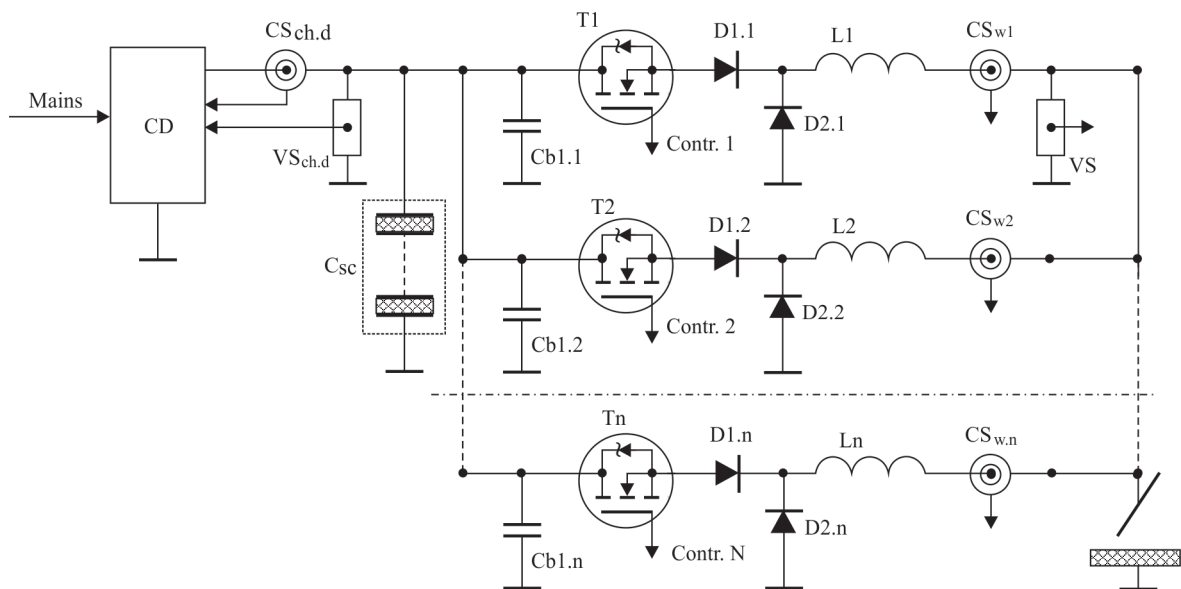 CSch.d
Mains
CD
VSch.d
Csc
T1
D1.1
L1
CSw1
Cb1.1
Contr. 1
D2.1
VS
T2
D1.2
L2
CSw2
Cb1.2
Contr. 2
D2.2
Tn
D1.n
Ln
CSw.n
Cb1.n
Contr. N
D2.n